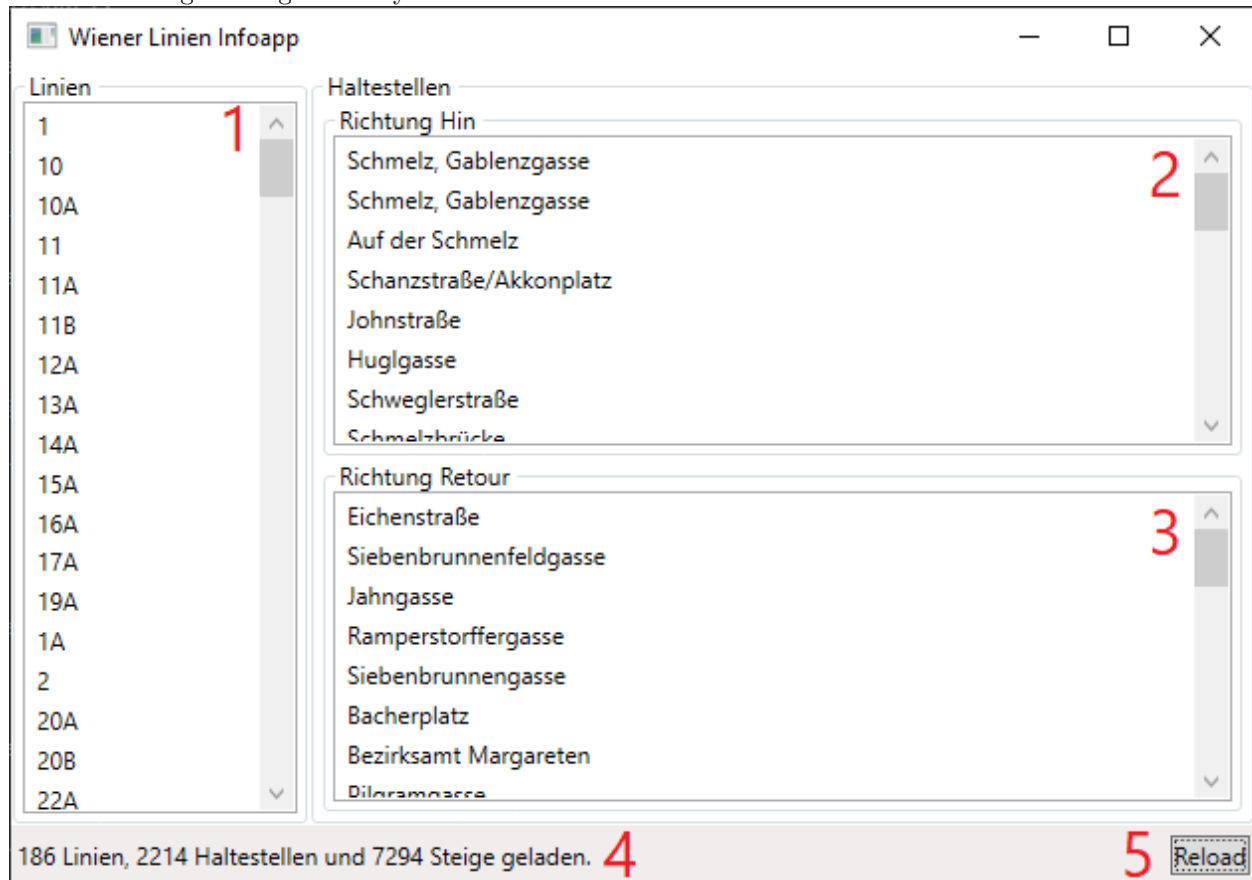 Wiener Linien Infoapp
Linien
1
1
10
10A
11
11A
11B
12A
13A
14A
15A
16A
17A
19A
1A
2
20A
20B
22A
Haltestellen
Richtung Hin
2
Schmelz, Gablenzgasse
Schmelz, Gablenzgasse
Auf der Schmelz
Schanzstraße/Akkonplatz
Johnstraße
Huglgasse
Schweglerstraße
Schmelzbrücke
Richtung Retour
3
Eichenstraße
Siebenbrunnenfeldgasse
Jahngasse
Ramperstorffergasse
Siebenbrunnengasse
Bacherplatz
Bezirksamt Margareten
Pilgramgasse
186 Linien, 2214 Haltestellen und 7294 Steige geladen. 4
5 Reload